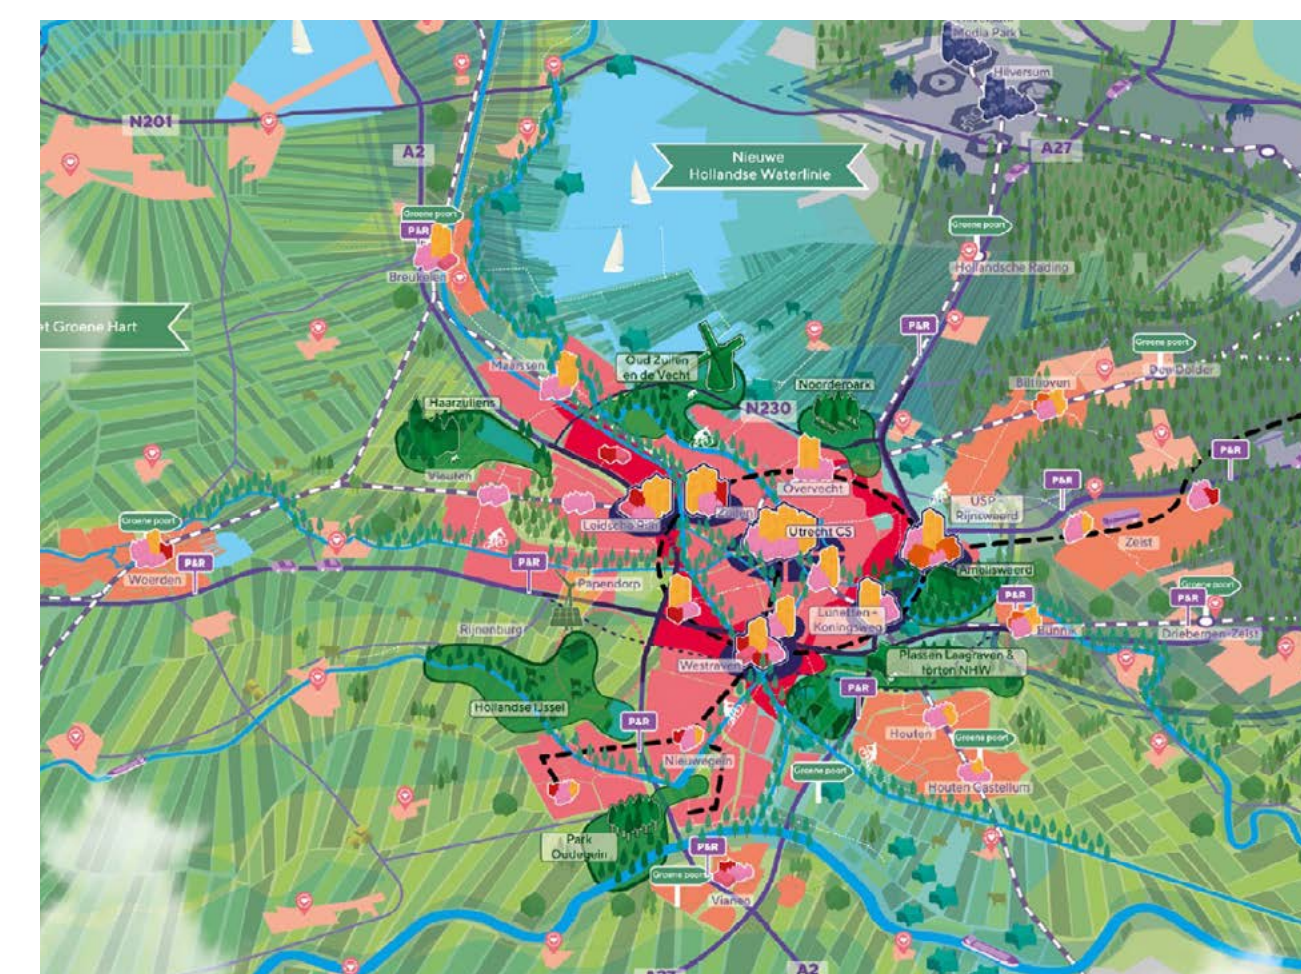 Media Park
Hilversum
N201
A2
A27
Nieuwe
Hollandse Waterlinie
Groene poort
P&R
Breukelen
Groene poort
Hollandsche Rading
et Groene Hart
P&R
Groene poort
Den Dolder
Maarssen
Oud Zuilen
en de Vecht
Noorderpark
Bilthoven
Haarzuilens
N230
P&R
Vleuten
Overvecht
P&R
USP -
Rijnsweerd
Leidsche Rijn
Zuilen
Utrecht CS
Groene poort
Zeist
Woerden
P&R
P&R
Papendorp
Amelisweerd
Groene poort
P&R
P&R
Lunetten -
Koningsweg
Rijnenburg
Bunnik
Driebergen-Zeist
Westraven
Plassen Laagraven &
forten NHW
P&R
Hollandse IJssel
P&R
Houten
Groene poort
Nieuwegein
Groene poort
Houten Castellum
Park
Oudegein
P&R
Groene poort
Vianen
A27
A2